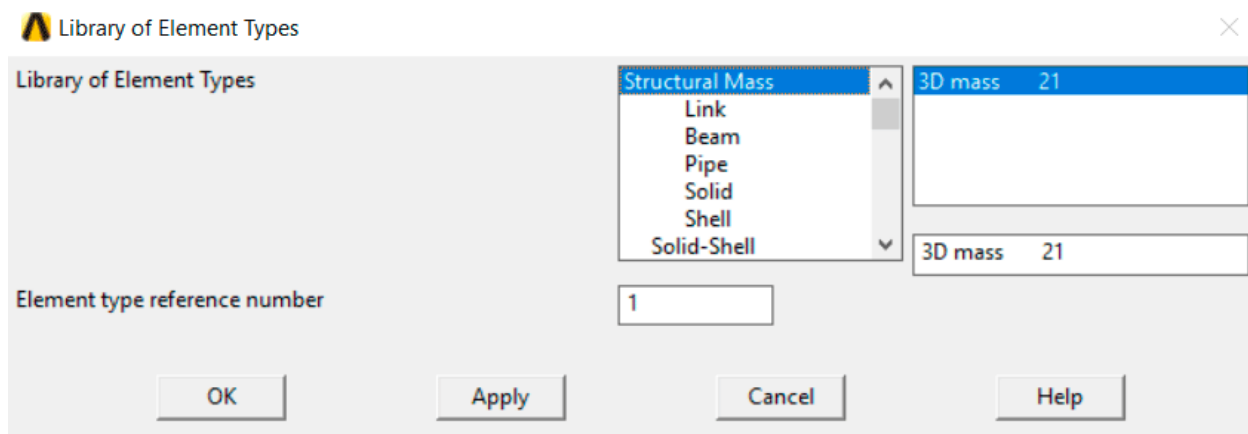 Library of Element Types
Library of Element Types
Structural Mass
Link
Beam
Pipe
Solid
Shell
Solid-Shell
3D mass 21
3D mass 21
Element type reference number
1
OK
Apply
Cancel
Help